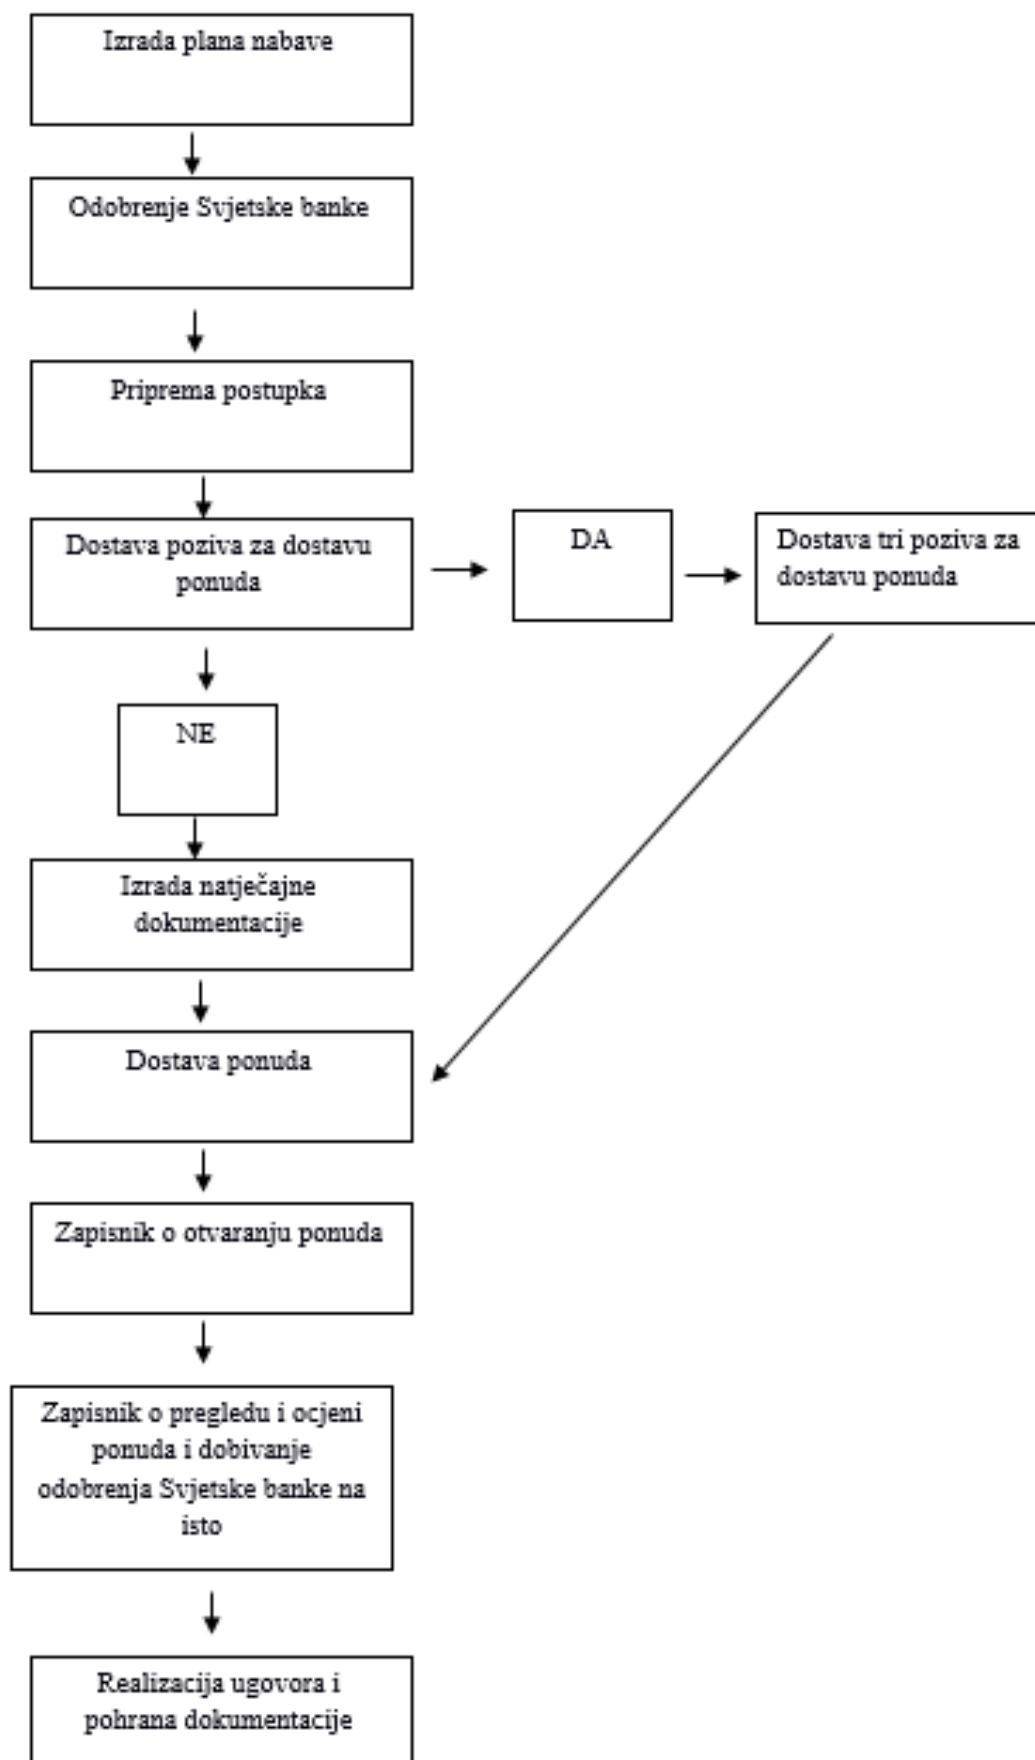 Izrada plana nabave
Odobrenje Svjetske banke
Priprema postupka
Dostava poziva za dostavu
ponuda
DA
Dostava tri poziva za
dostavu ponuda
NE
Izrada natječajne
dokumentacije
Dostava ponuda
Zapisnik o otvaranju ponuda
Zapisnik o pregledu i ocjeni
ponuda i dobivanje
odobrenja Svjetske banke na
isto
Realizacija ugovora i
pohrana dokumentacije